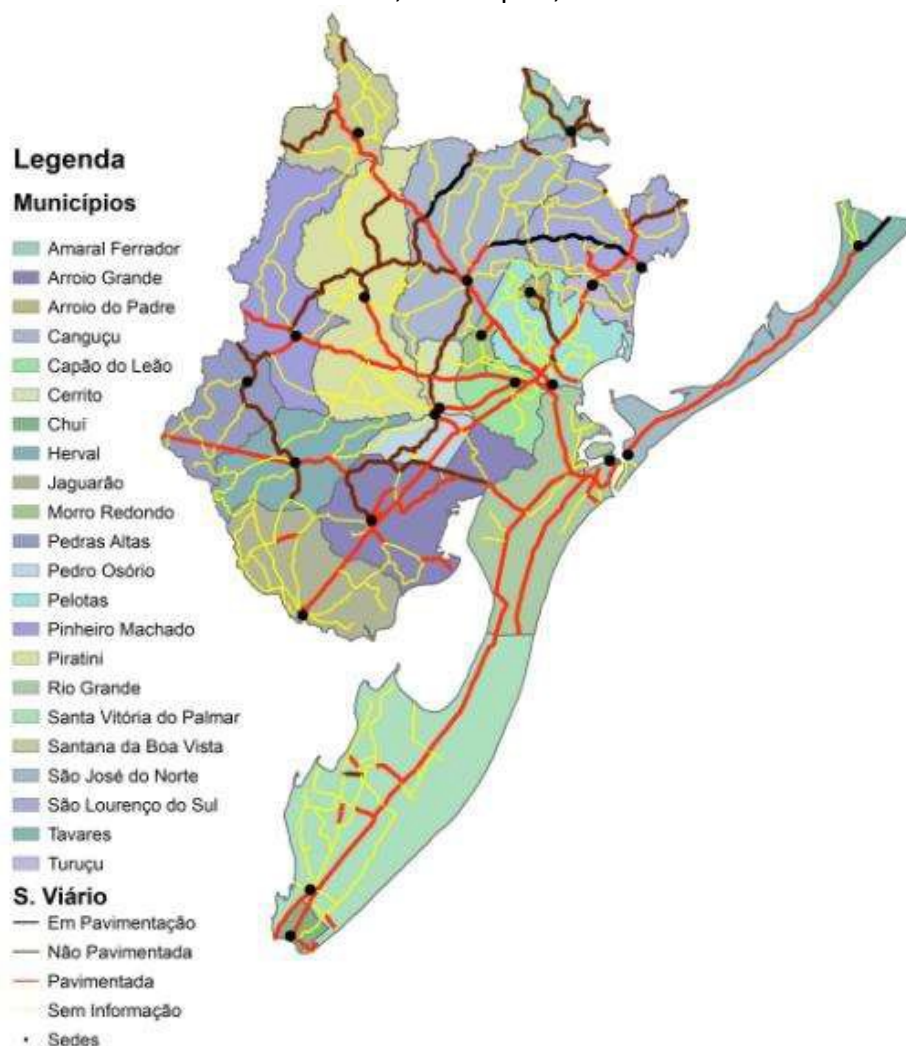 Legenda
Municípios
Amaral Ferrador
Arroio Grande
Arroio do Padre
Canguçu
Capão do Leão
Cerrito
Chuí
Herval
Jaguarão
Morro Redondo
Pedras Altas
Pedro Osório
Pelotas
Pinheiro Machado
Piratini
Rio Grande
Santa Vitória do Palmar
Santana da Boa Vista
São José do Norte
São Lourenço do Sul
Tavares
Turuçu
S. Viário
Em Pavimentação
Não Pavimentada
Pavimentada
Sem Informação
Sedes